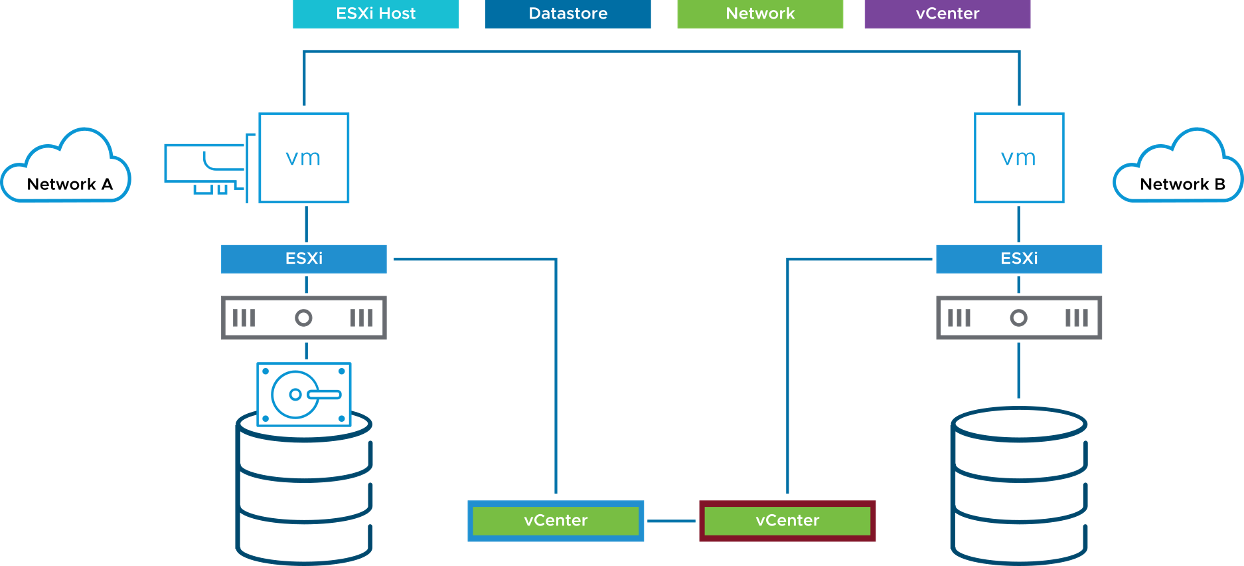 ESXi Host
Datastore
Network
vCenter
vm
vm
Network A
Network B
ESXi
ESXi
vCenter
vCenter